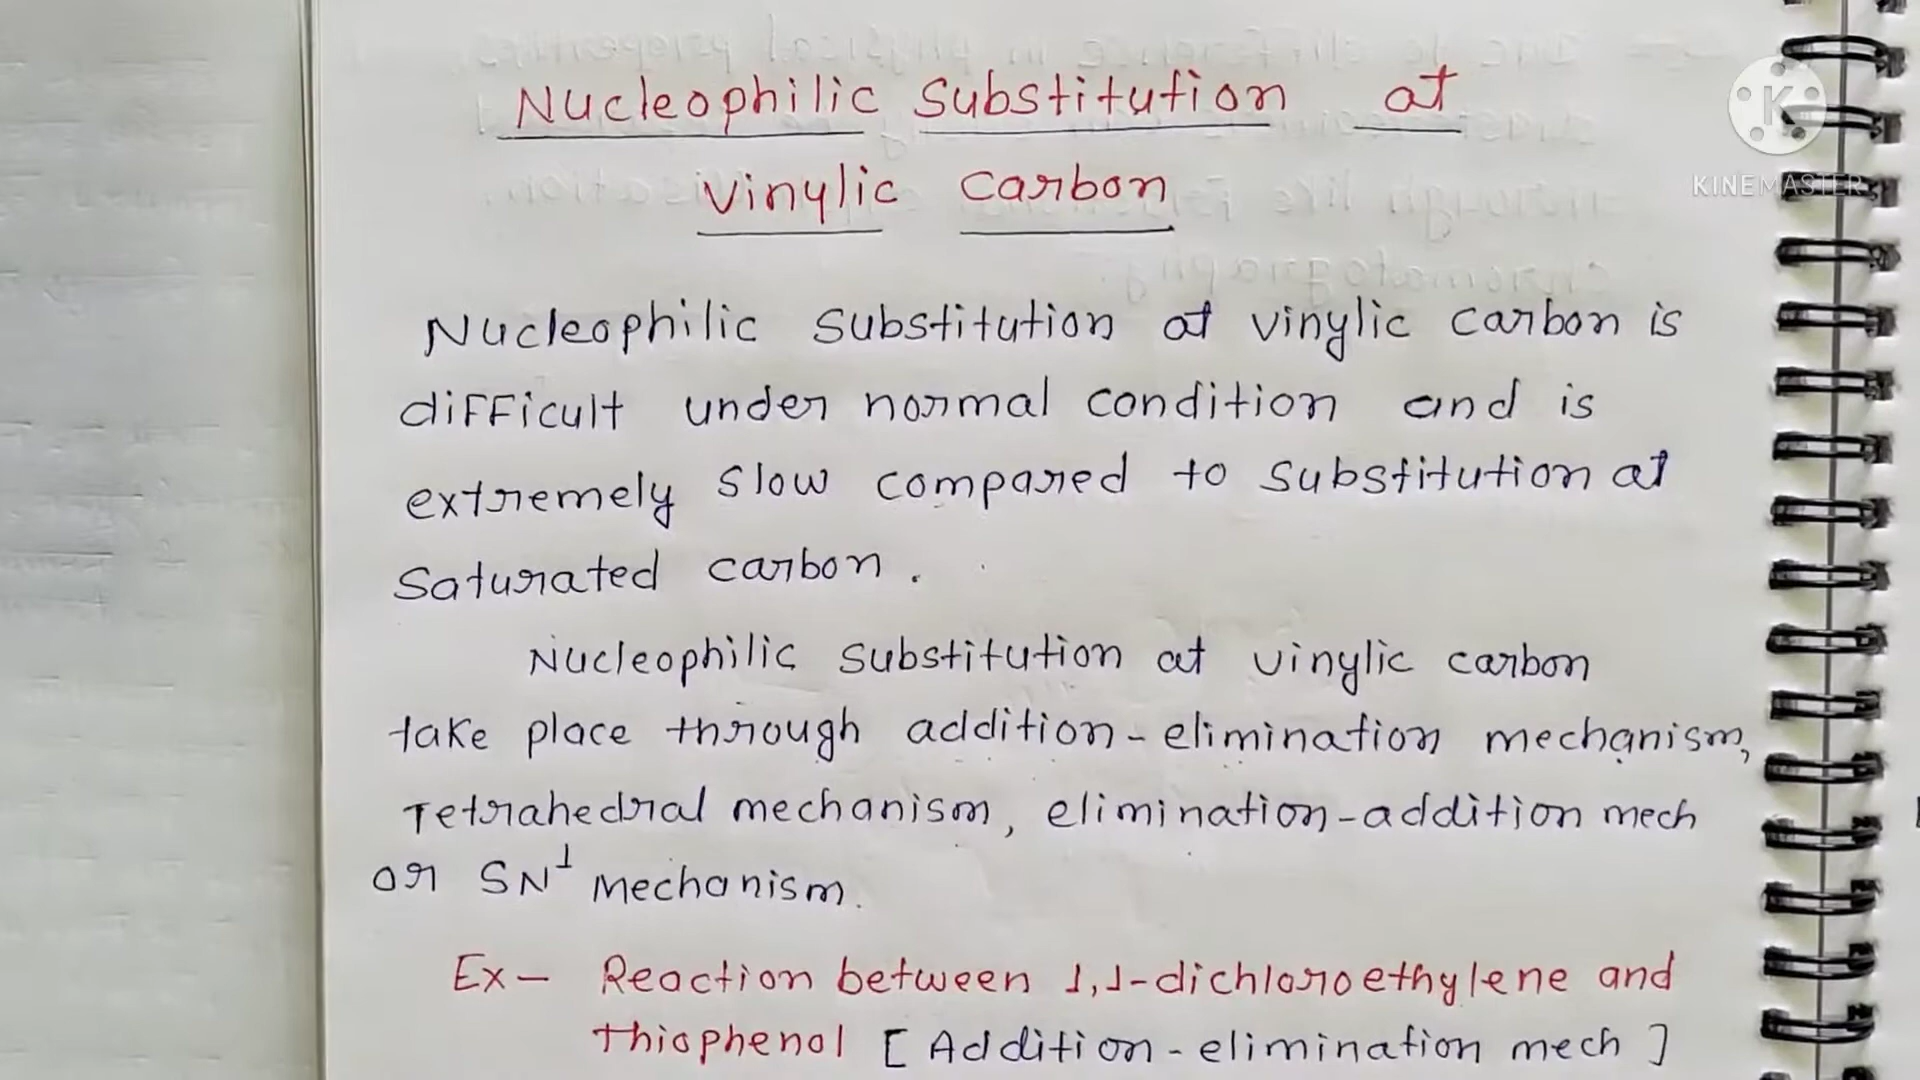 Nucleophilic Substitution at
Vinylic Carbon
KINEMASTER
Nucleophilic substitution at vinylic carbon is
difficult under normal condition and is
extremely slow compared to substitution at
saturated carbon.
Nucleophilic substitution at vinylic carbon
take place through addition-elimination mechanism,
Tetrahedral mechanism, elimination-addition mech
or SN1 Mechanism.
Ex- Reaction between 1,1-dichloroethylene and
thiophenol [ Addition-elimination mech ]